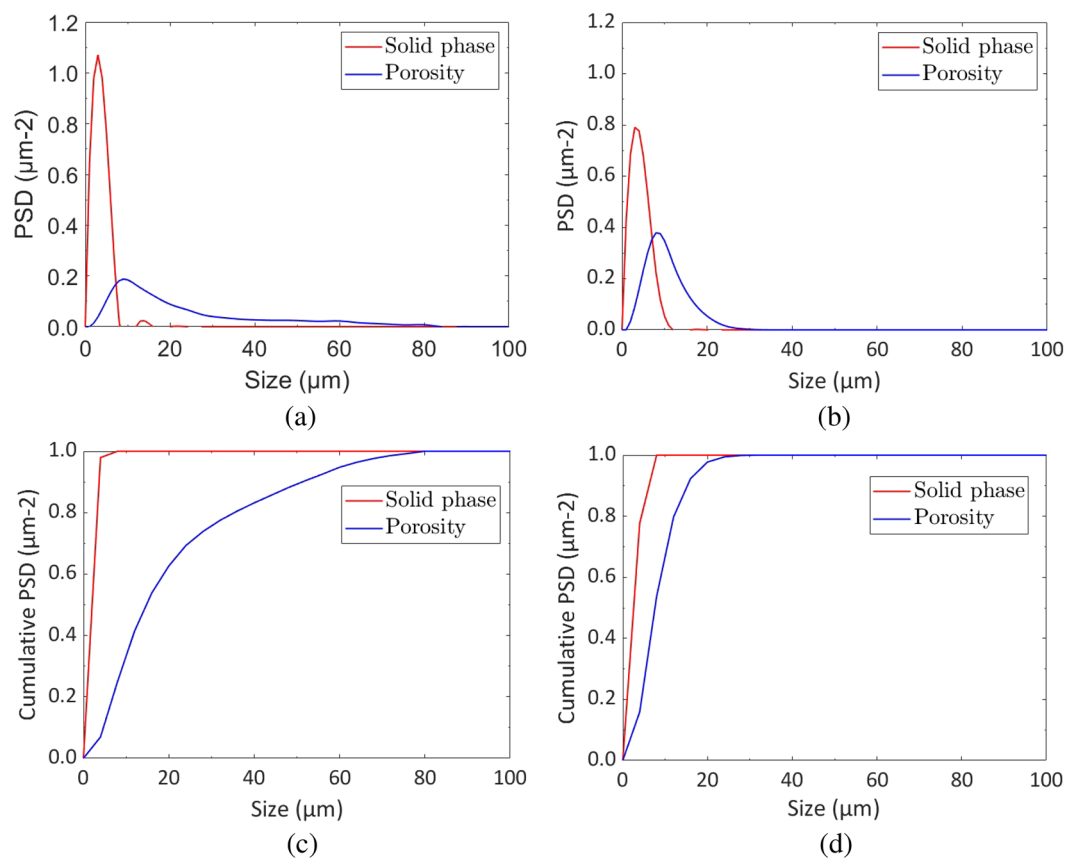 1.2
1.0
0.8
0.6
0.4
0.2
0.0
PSD (µm-2)
Solid phase
Porosity
0 20 40 60 80 100
Size (µm)
(a)
1.2
1.0
0.8
0.6
0.4
0.2
0.0
PSD (µm-2)
Solid phase
Porosity
0 20 40 60 80 100
Size (µm)
(b)
1.0
0.8
0.6
0.4
0.2
0.0
Cumulative PSD (µm-2)
Solid phase
Porosity
0 20 40 60 80 100
Size (µm)
(c)
1.0
0.8
0.6
0.4
0.2
0.0
Cumulative PSD (µm-2)
Solid phase
Porosity
0 20 40 60 80 100
Size (µm)
(d)